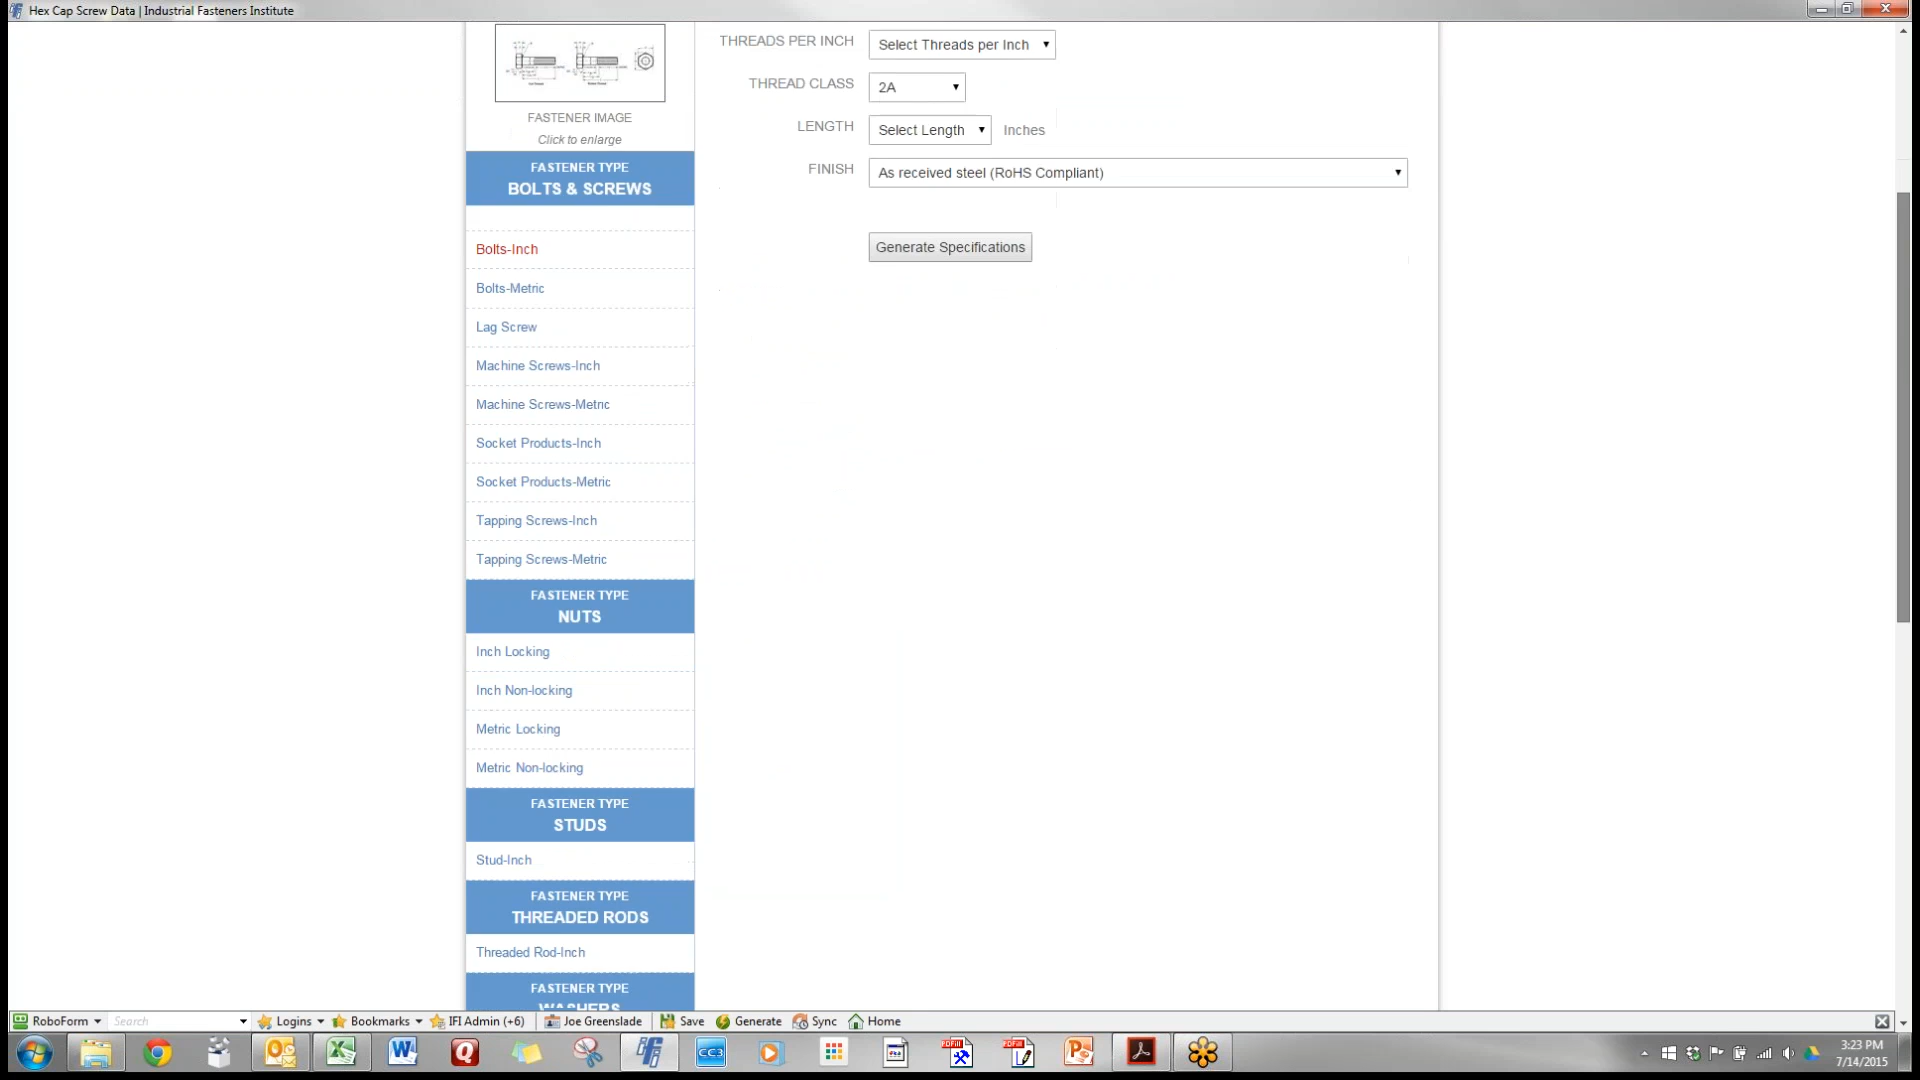 Hex Cap Screw Data | Industrial Fasteners Institute
FASTENER IMAGE
Click to enlarge
THREADS PER INCH Select Threads per Inch
THREAD CLASS 2A
LENGTH Select Length Inches
FINISH As received steel (RoHS Compliant)
Generate Specifications
FASTENER TYPE
BOLTS & SCREWS
Bolts-Inch
Bolts-Metric
Lag Screw
Machine Screws-Inch
Machine Screws-Metric
Socket Products-Inch
Socket Products-Metric
Tapping Screws-Inch
Tapping Screws-Metric
FASTENER TYPE
NUTS
Inch Locking
Inch Non-locking
Metric Locking
Metric Non-locking
FASTENER TYPE
STUDS
Stud-Inch
FASTENER TYPE
THREADED RODS
Threaded Rod-Inch
FASTENER TYPE
WASHERS
RoboForm Search Logins Bookmarks IFI Admin (+6) Joe Greenslade Save Generate Sync Home
CC3
PDFill
PDFill
3:23 PM
7/14/2015